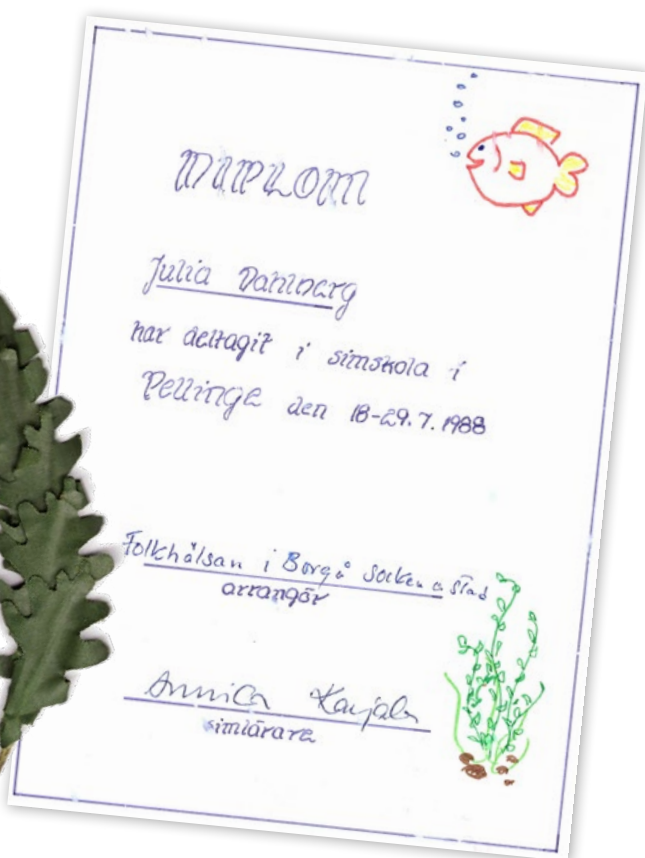 DIPLOM
Julia Dahlberg
har deltagit i simskola i
Pellinge den 18-29.7.1988
Folkhälsan i Borgå socken o stad
arrangör
Annica Karjala
simlärare